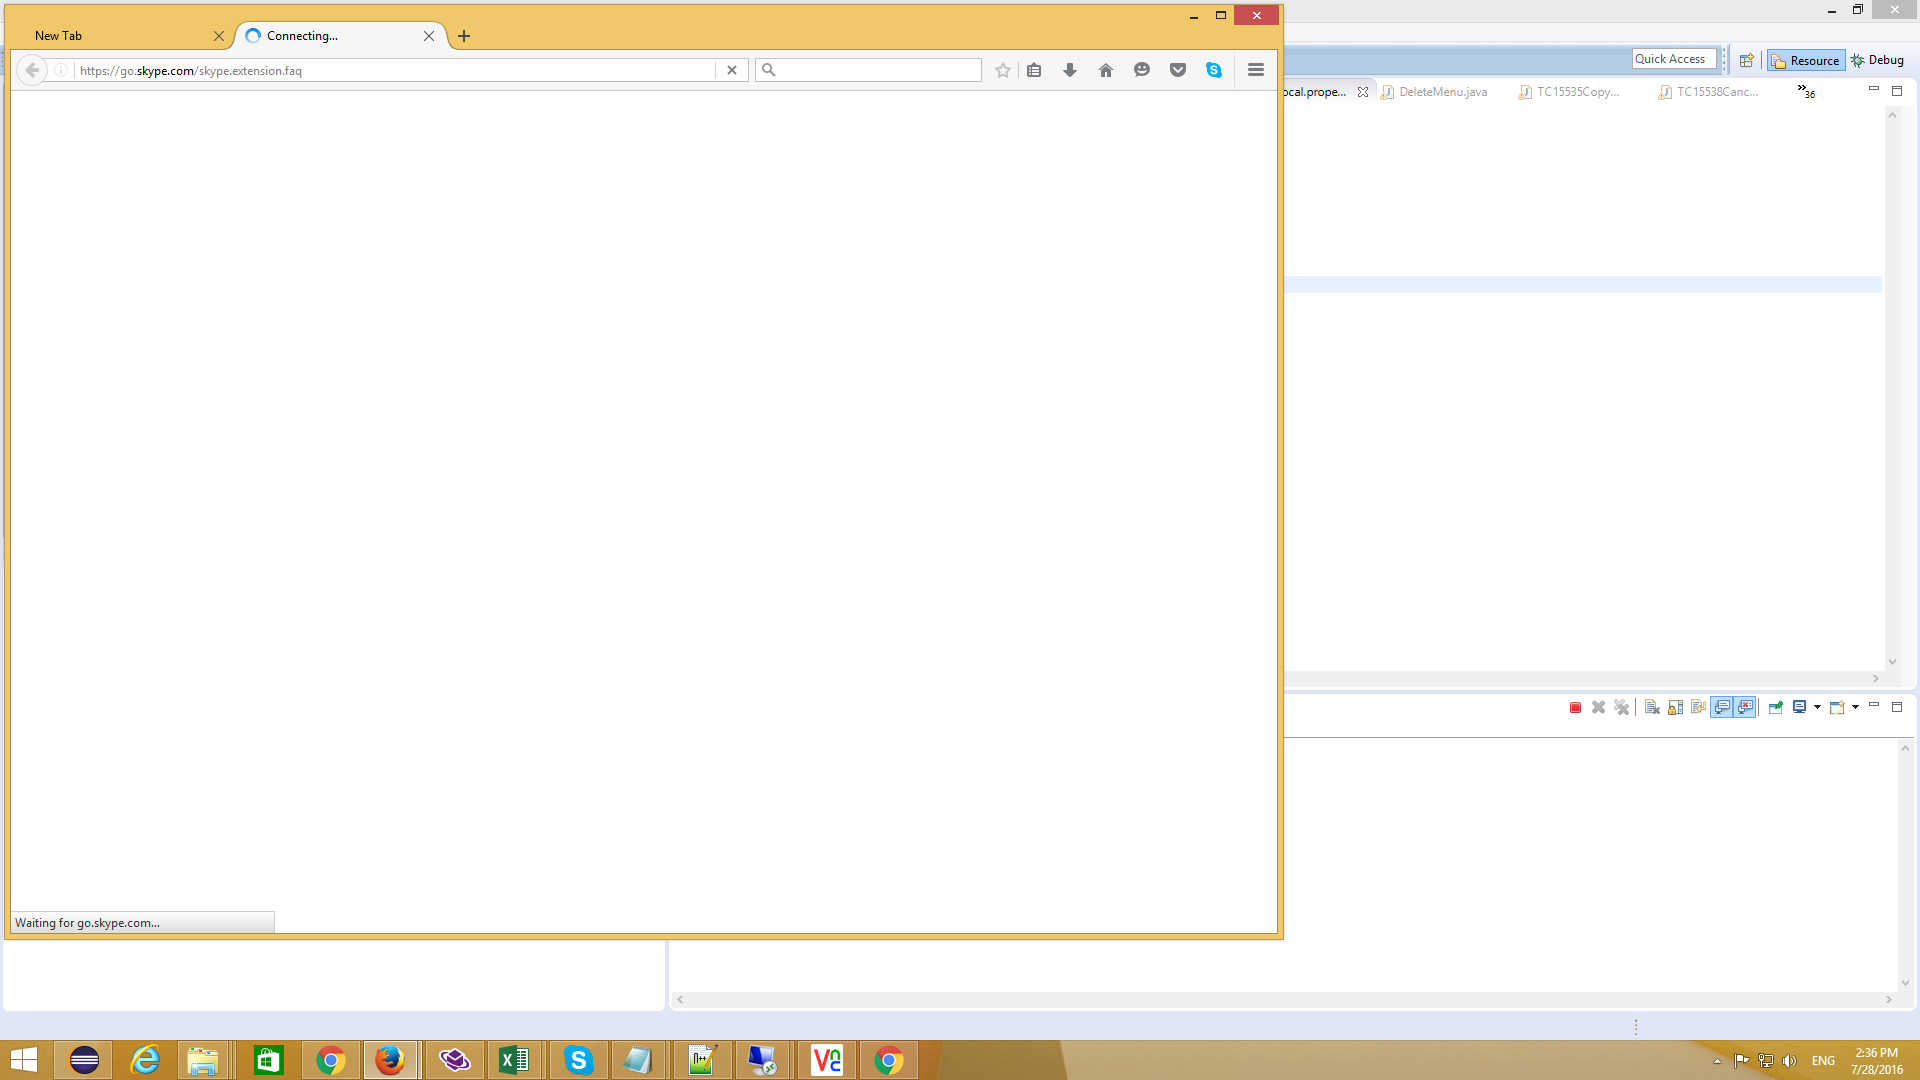 New Tab
Connecting...
https://go.skype.com/skype.extension.faq
Quick Access
Resource
Debug
ocal.prope...
DeleteMenu.java
TC15535Copy...
TC15538Canc...
36
Waiting for go.skype.com...
ENG
2:36 PM
7/28/2016